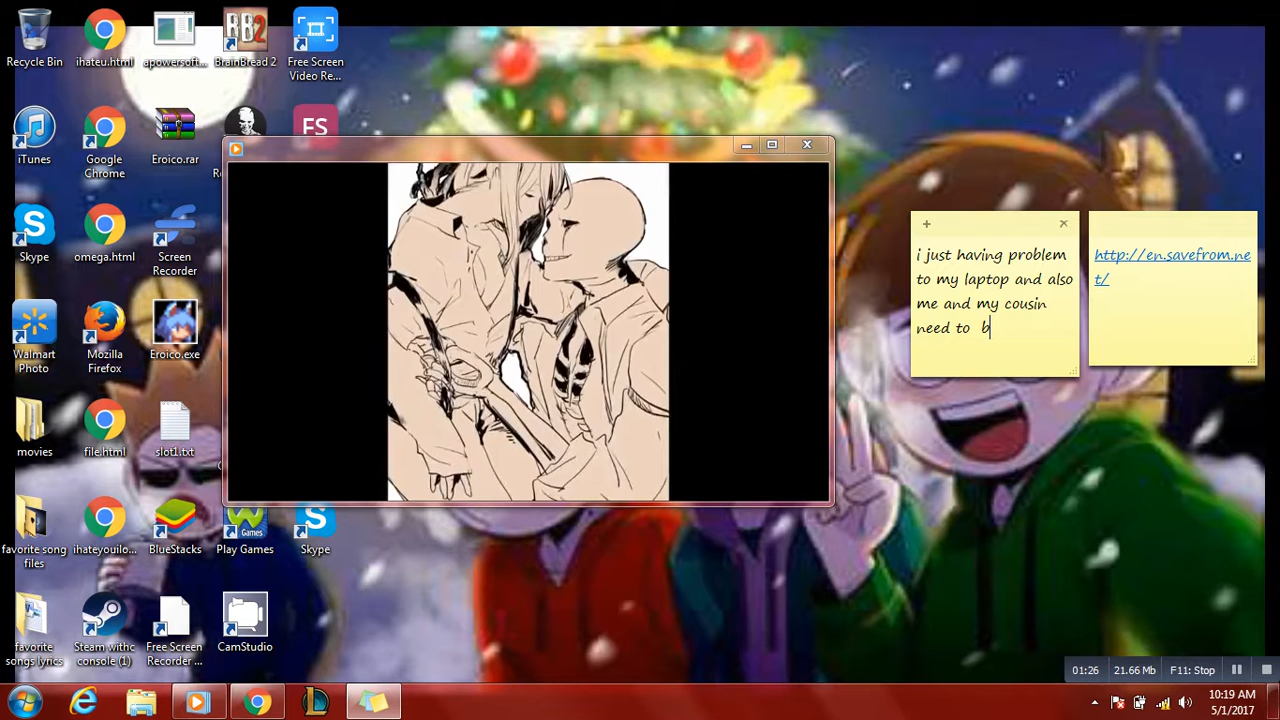 Recycle Bin
ihateu.html
apowersoft...
BrainBread 2
Free Screen
Video Re...
RB2
iTunes
Google
Chrome
Eroico.rar
FS
Skype
omega.html
Screen
Recorder
Walmart
Photo
Mozilla
Firefox
Eroico.exe
movies
file.html
slot1.txt
favorite song
files
ihateyouilo...
BlueStacks
Play Games
Games
Skype
favorite
songs lyrics
Steam withc
console (1)
Free Screen
Recorder ...
CamStudio
i just having problem
to my laptop and also
me and my cousin
need to b
http://en.savefrom.ne
t/
01:26
21.66 Mb
F11: Stop
10:19 AM
5/1/2017